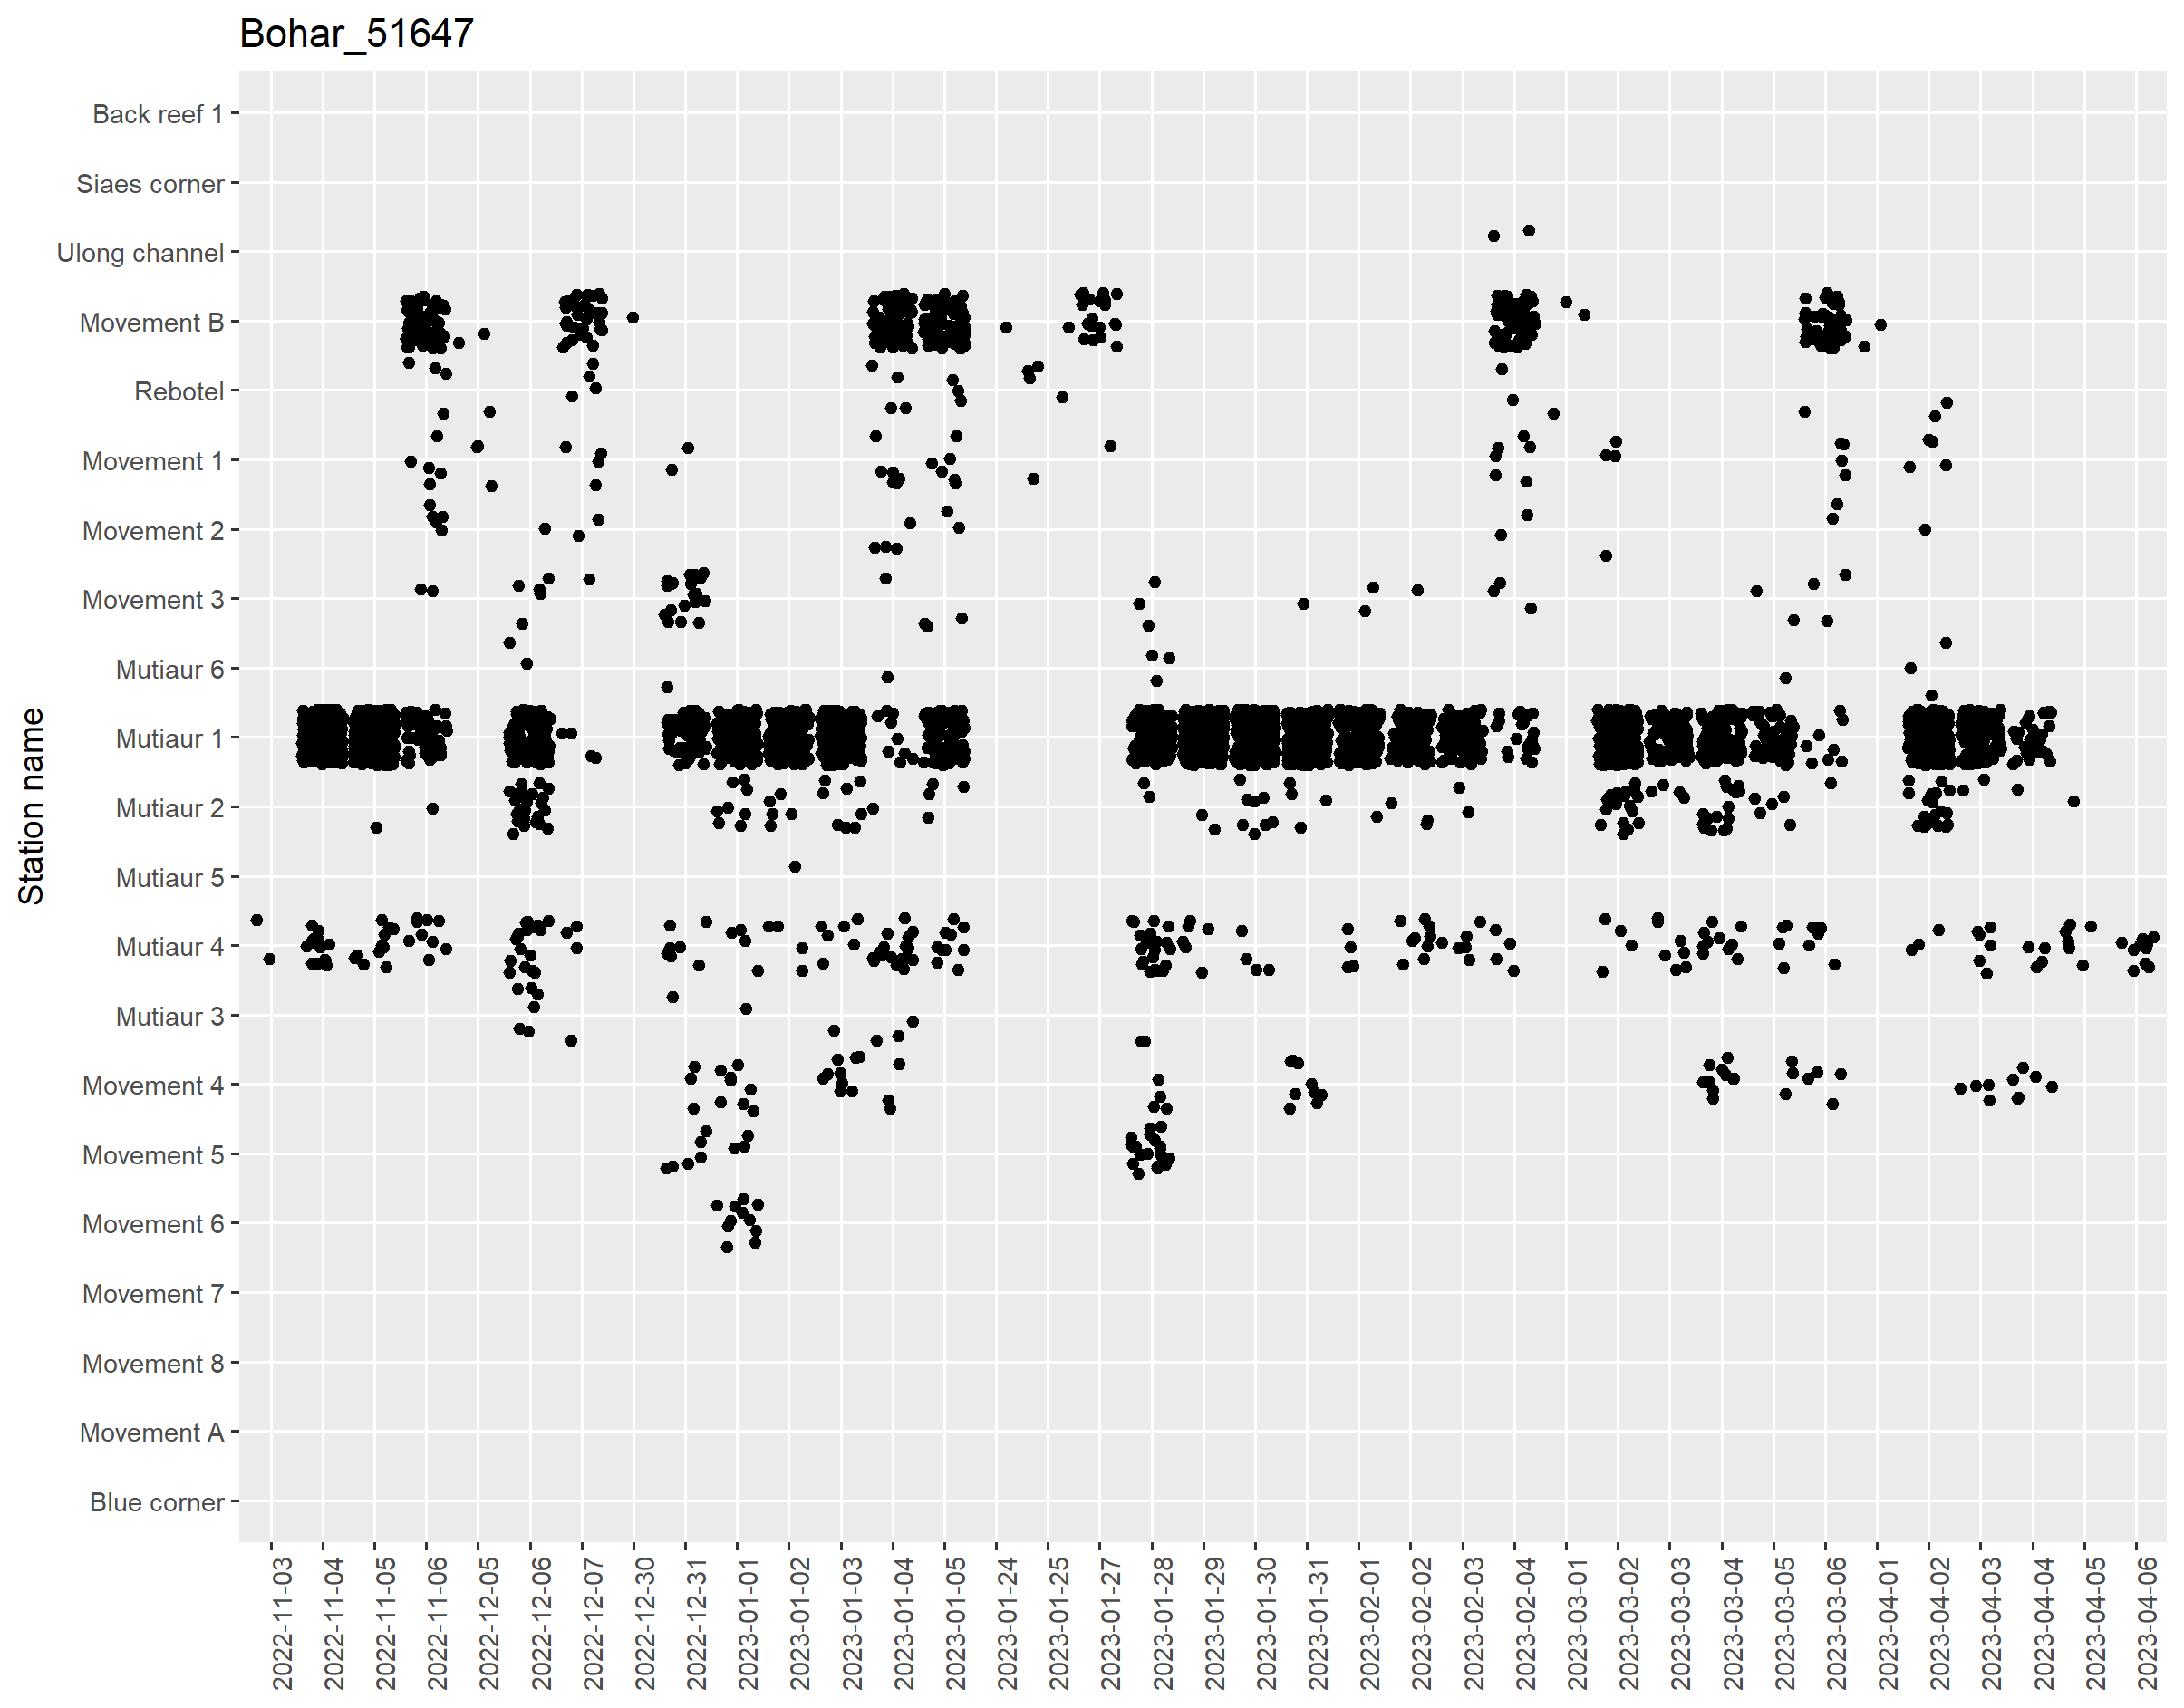 Bohar_51647
Station name
Back reef 1
Siaes corner
Ulong channel
Movement B
Rebotel
Movement 1
Movement 2
Movement 3
Mutiaur 6
Mutiaur 1
Mutiaur 2
Mutiaur 5
Mutiaur 4
Mutiaur 3
Movement 4
Movement 5
Movement 6
Movement 7
Movement 8
Movement A
Blue corner
2022-11-03
2022-11-04
2022-11-05
2022-11-06
2022-12-05
2022-12-06
2022-12-07
2022-12-30
2022-12-31
2023-01-01
2023-01-02
2023-01-03
2023-01-04
2023-01-05
2023-01-24
2023-01-25
2023-01-27
2023-01-28
2023-01-29
2023-01-30
2023-01-31
2023-02-01
2023-02-02
2023-02-03
2023-02-04
2023-03-01
2023-03-02
2023-03-03
2023-03-04
2023-03-05
2023-03-06
2023-04-01
2023-04-02
2023-04-03
2023-04-04
2023-04-05
2023-04-06